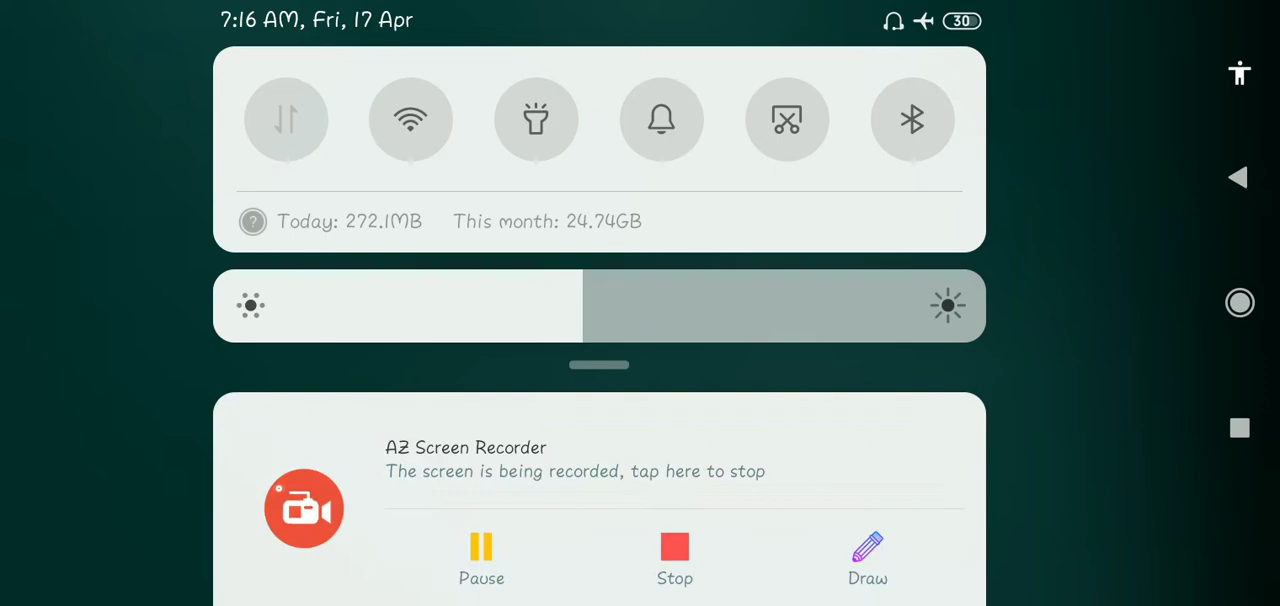 7:16 AM, Fri, 17 Apr
30
Today: 272.1MB This month: 24.74GB
AZ Screen Recorder
The screen is being recorded, tap here to stop
Pause Stop Draw